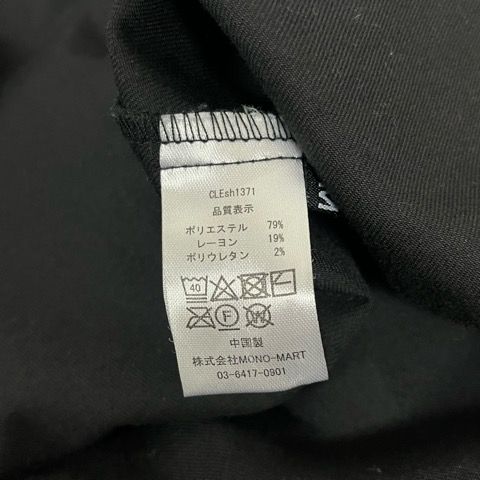 CLEsh1371
品質表示
ポリエステル 79%
レーヨン 19%
ポリウレタン 2%
40
F W
中国製
株式会社MONO-MART
03-6417-0901